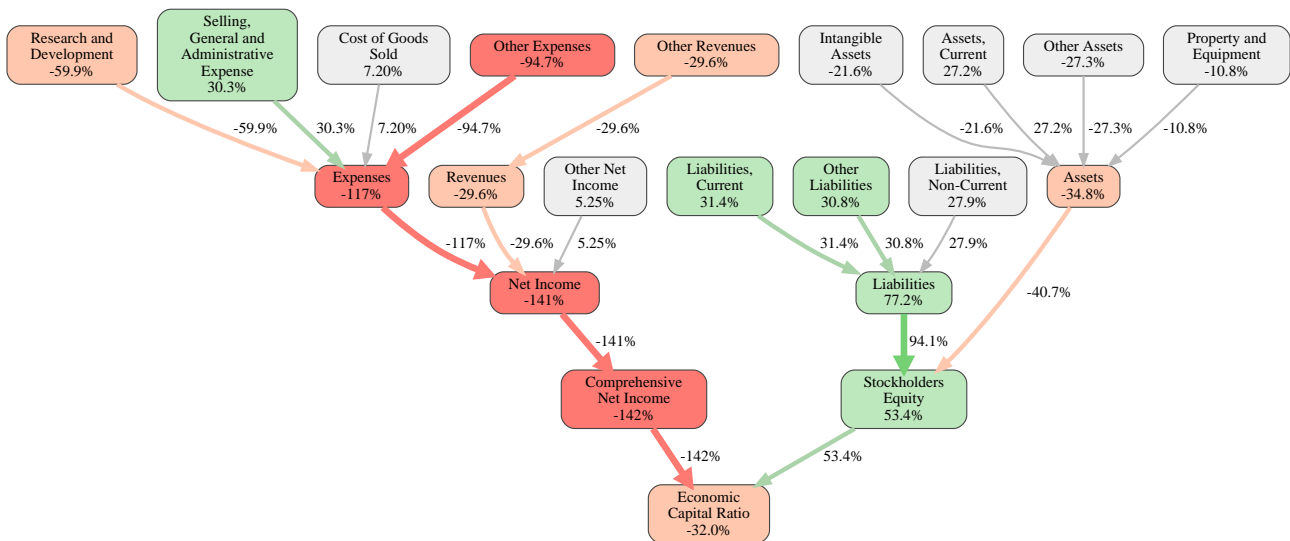 Research and
Development
-59.9%
Selling,
General and
Administrative
Expense
30.3%
Cost of Goods
Sold
7.20%
Other Expenses
-94.7%
Other Revenues
-29.6%
Intangible
Assets
-21.6%
Assets,
Current
27.2%
Other Assets
-27.3%
Property and
Equipment
-10.8%
-59.9%
30.3%
7.20%
-94.7%
-29.6%
-21.6%
27.2%
-27.3%
-10.8%
Expenses
-117%
Revenues
-29.6%
Other Net
Income
5.25%
Liabilities,
Current
31.4%
Other
Liabilities
30.8%
Liabilities,
Non-Current
27.9%
Assets
-34.8%
-117%
-29.6%
5.25%
31.4%
30.8%
27.9%
-40.7%
Net Income
-141%
Liabilities
77.2%
-141%
94.1%
Comprehensive
Net Income
-142%
Stockholders
Equity
53.4%
-142%
53.4%
Economic
Capital Ratio
-32.0%